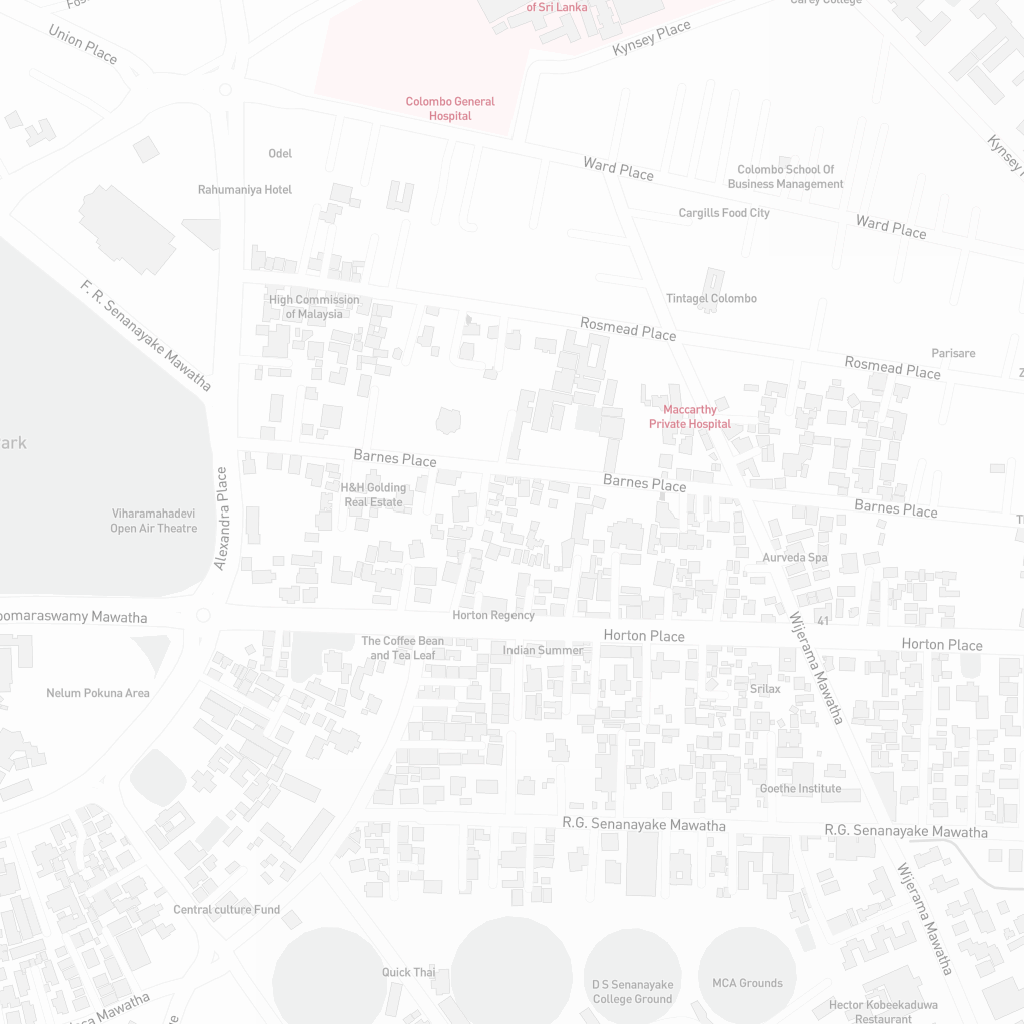 of Sri Lanka
Carey College
Union Place
Kynsey Place
Colombo General
Hospital
Odel
Ward Place
Colombo School Of
Business Management
Rahumaniya Hotel
Cargills Food City
Ward Place
F. R. Senanayake Mawatha
High Commission
of Malaysia
Tintagel Colombo
Rosmead Place
Parisare
Rosmead Place
Maccarthy
Private Hospital
Barnes Place
H&H Golding
Real Estate
Barnes Place
Barnes Place
Viharamahadevi
Open Air Theatre
Alexandra Place
Aurveda Spa
Horton Regency
41
Horton Place
Horton Place
The Coffee Bean
and Tea Leaf
Indian Summer
Wijerama Mawatha
Nelum Pokuna Area
Srilax
Goethe Institute
R.G. Senanayake Mawatha
R.G. Senanayake Mawatha
Wijerama Mawatha
Central culture Fund
Quick Thai
D S Senanayake
College Ground
MCA Grounds
Hector Kobeekaduwa
Restaurant